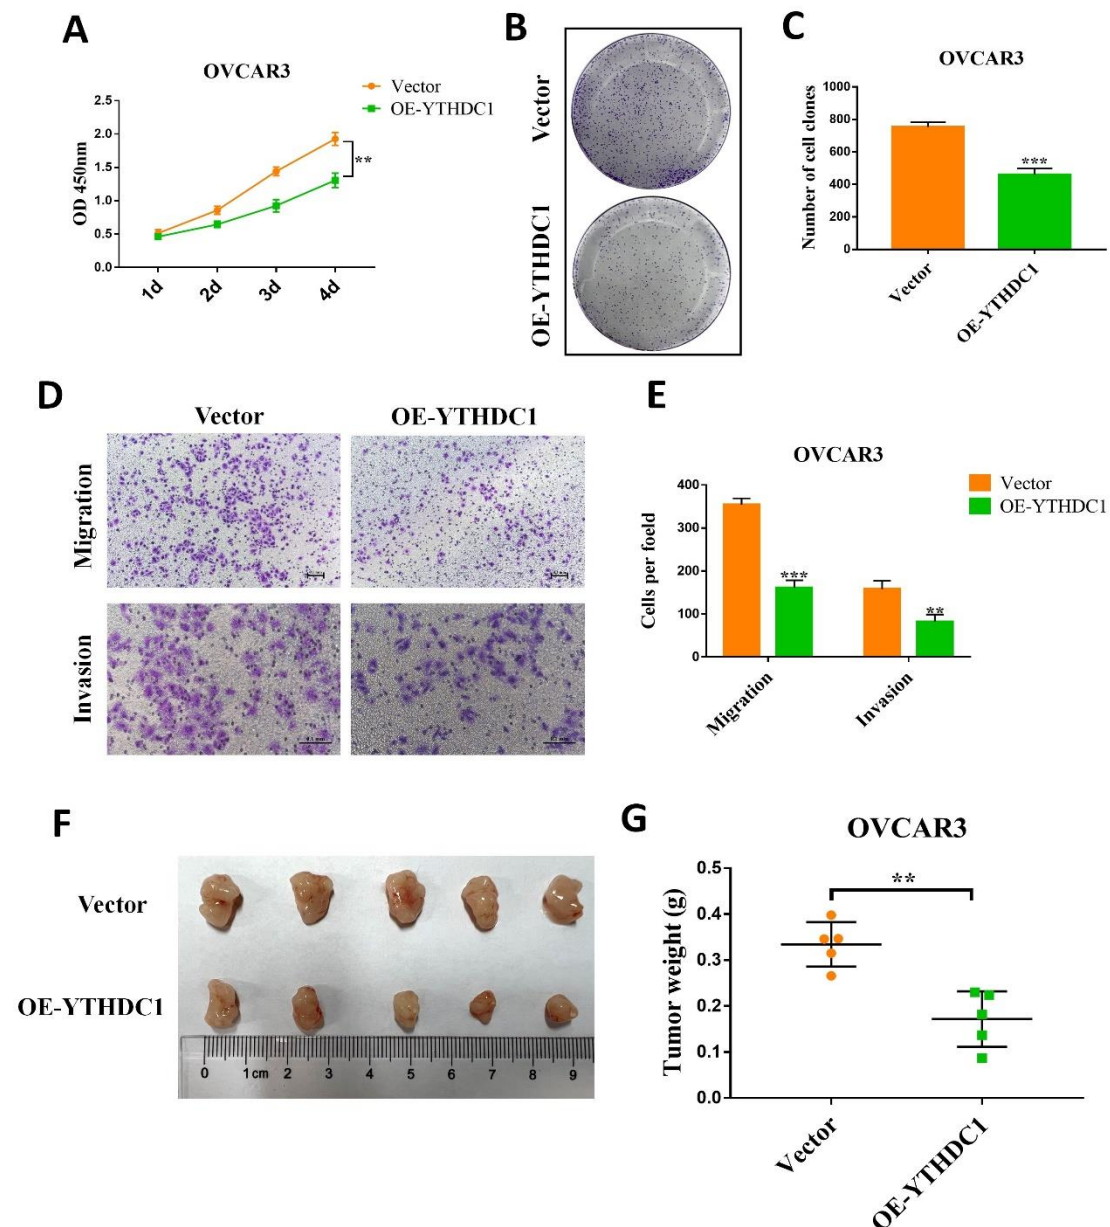 A
OVCAR3
Vector
OE-YTHDC1
OD 450nm
2.5
2.0
1.5
1.0
0.5
0.0
**
1d
2d
3d
4d
B
Vector
OE-YTHDC1
C
OVCAR3
Number of cell clones
1000
800
600
400
200
0
***
Vector
OE-YTHDC1
D
Vector
OE-YTHDC1
Migration
Invasion
0.1 mm
E
OVCAR3
Vector
OE-YTHDC1
Cells per foeld
400
300
200
100
0
***
**
Migration
Invasion
F
Vector
OE-YTHDC1
0 1cm 2 3 4 5 6 7 8 9
G
OVCAR3
Tumor weight (g)
0.5
0.4
0.3
0.2
0.1
0.0
**
Vector
OE-YTHDC1